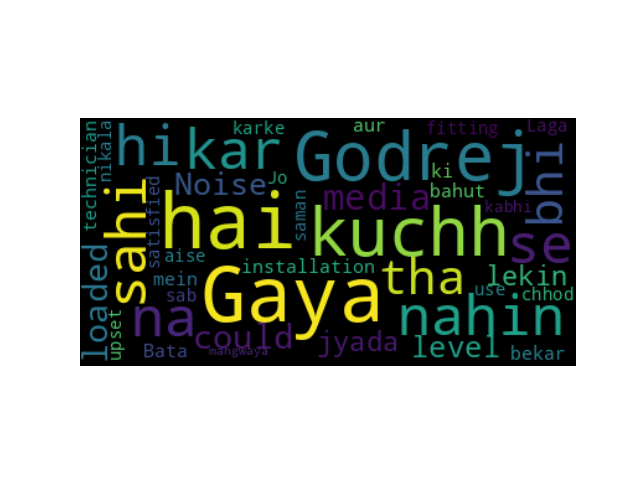 technician
nikala
karke
aur
fitting
Laga
hi
kar
Godrej
ki
bhi
satisfied
Noise
Jo
media
bahut
kabhi
sahi
hai
saman
kuchh
se
loaded
aise
installation
tha
lekin
mein
sab
Gaya
use
chhod
upset
na
could
nahin
Bata
mangwaya
jyada
level
bekar